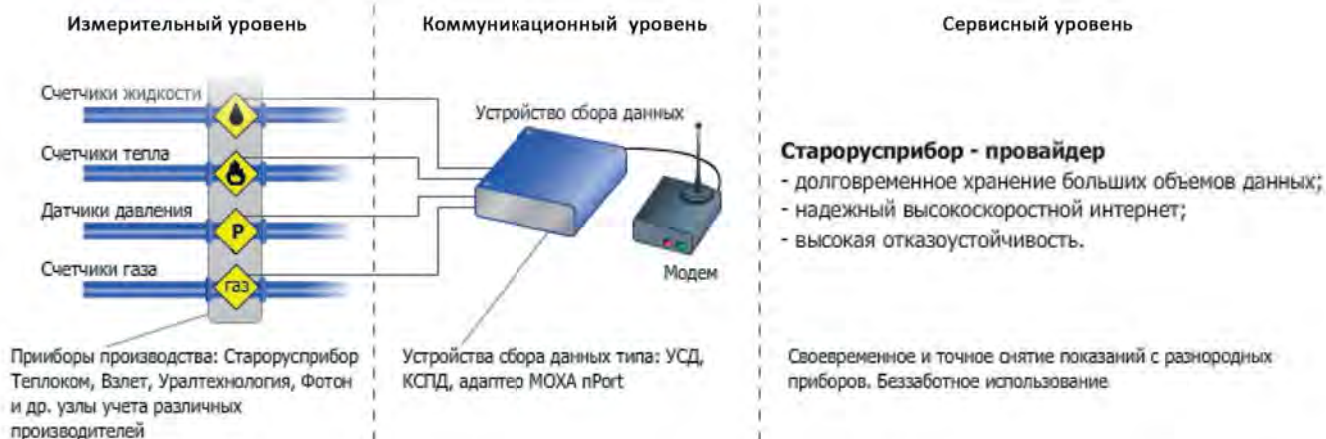 Измерительный уровень
Счетчики жидкости
Счетчики тепла
Датчики давления
P
Счетчики газа
газ
Прииборы производства: Старорусприбор
Теплоком, Взлет, Уралтехнология, Фотон
и др. узлы учета различных
производителей
Коммуникационный уровень
Устройство сбора данных
Модем
Устройства сбора данных типа: УСД,
КСПД, адаптер MOXA nPort
Сервисный уровень
Старорусприбор - провайдер
- долговременное хранение больших объемов данных;
- надежный высокоскоростной интернет;
- высокая отказоустойчивость.
Своевременное и точное снятие показаний с разнородных
приборов. Беззаботное использование